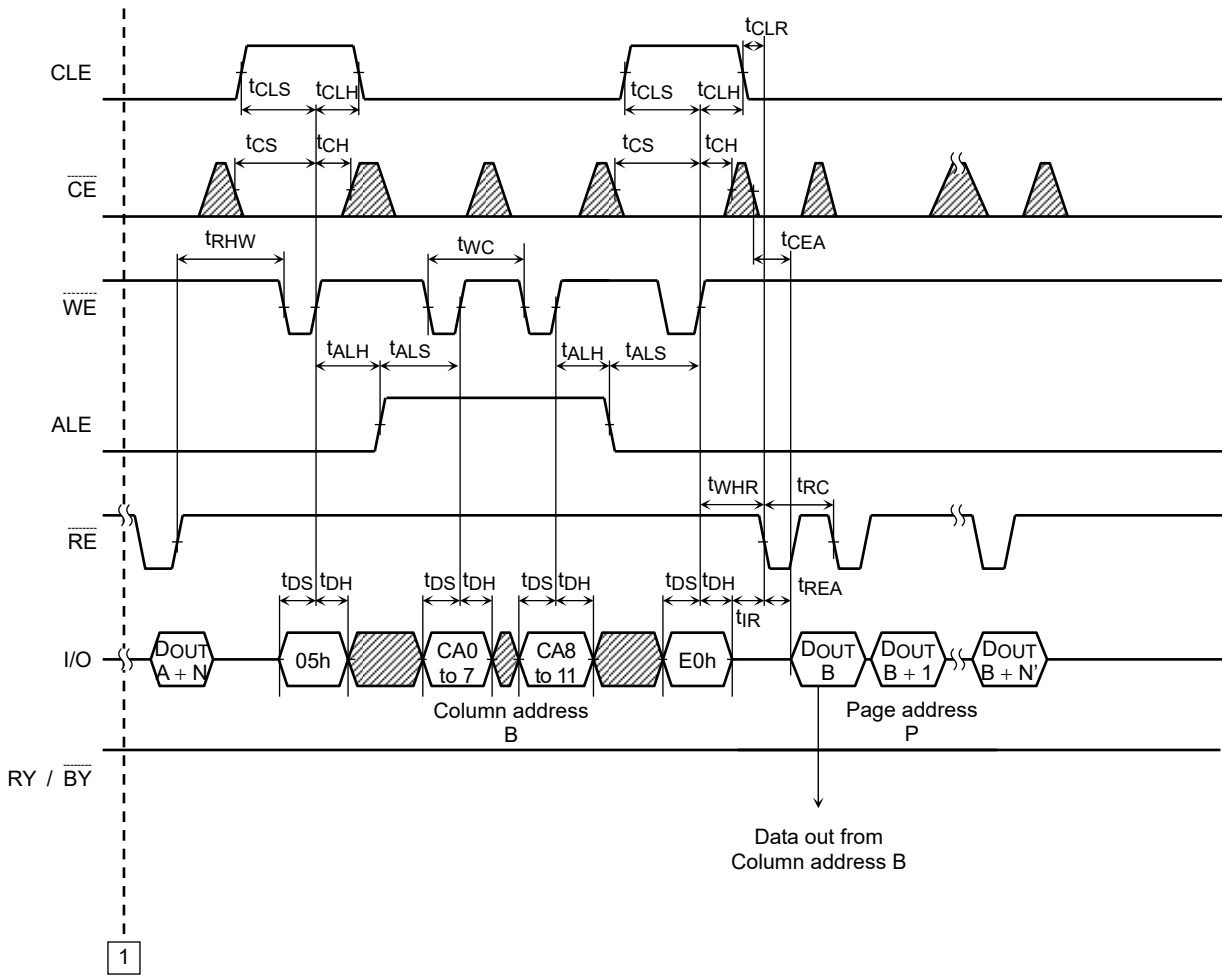 tCLR
CLE
tCLS tCLH tCLS tCLH
tCS tCH tCS tCH
CE
tRHW tWC tCEA
WE
tALH tALS tALH tALS
ALE
tWHR tRC
RE
tDS tDH tDS tDH tDS tDH tDS tDH tREA
tIR
I/O
DOUT
A + N
05h
CA0
to 7
CA8
to 11
E0h
DOUT
B
DOUT
B + 1
DOUT
B + N'
Column address
B
Page address
P
RY / BY
Data out from
Column address B
1